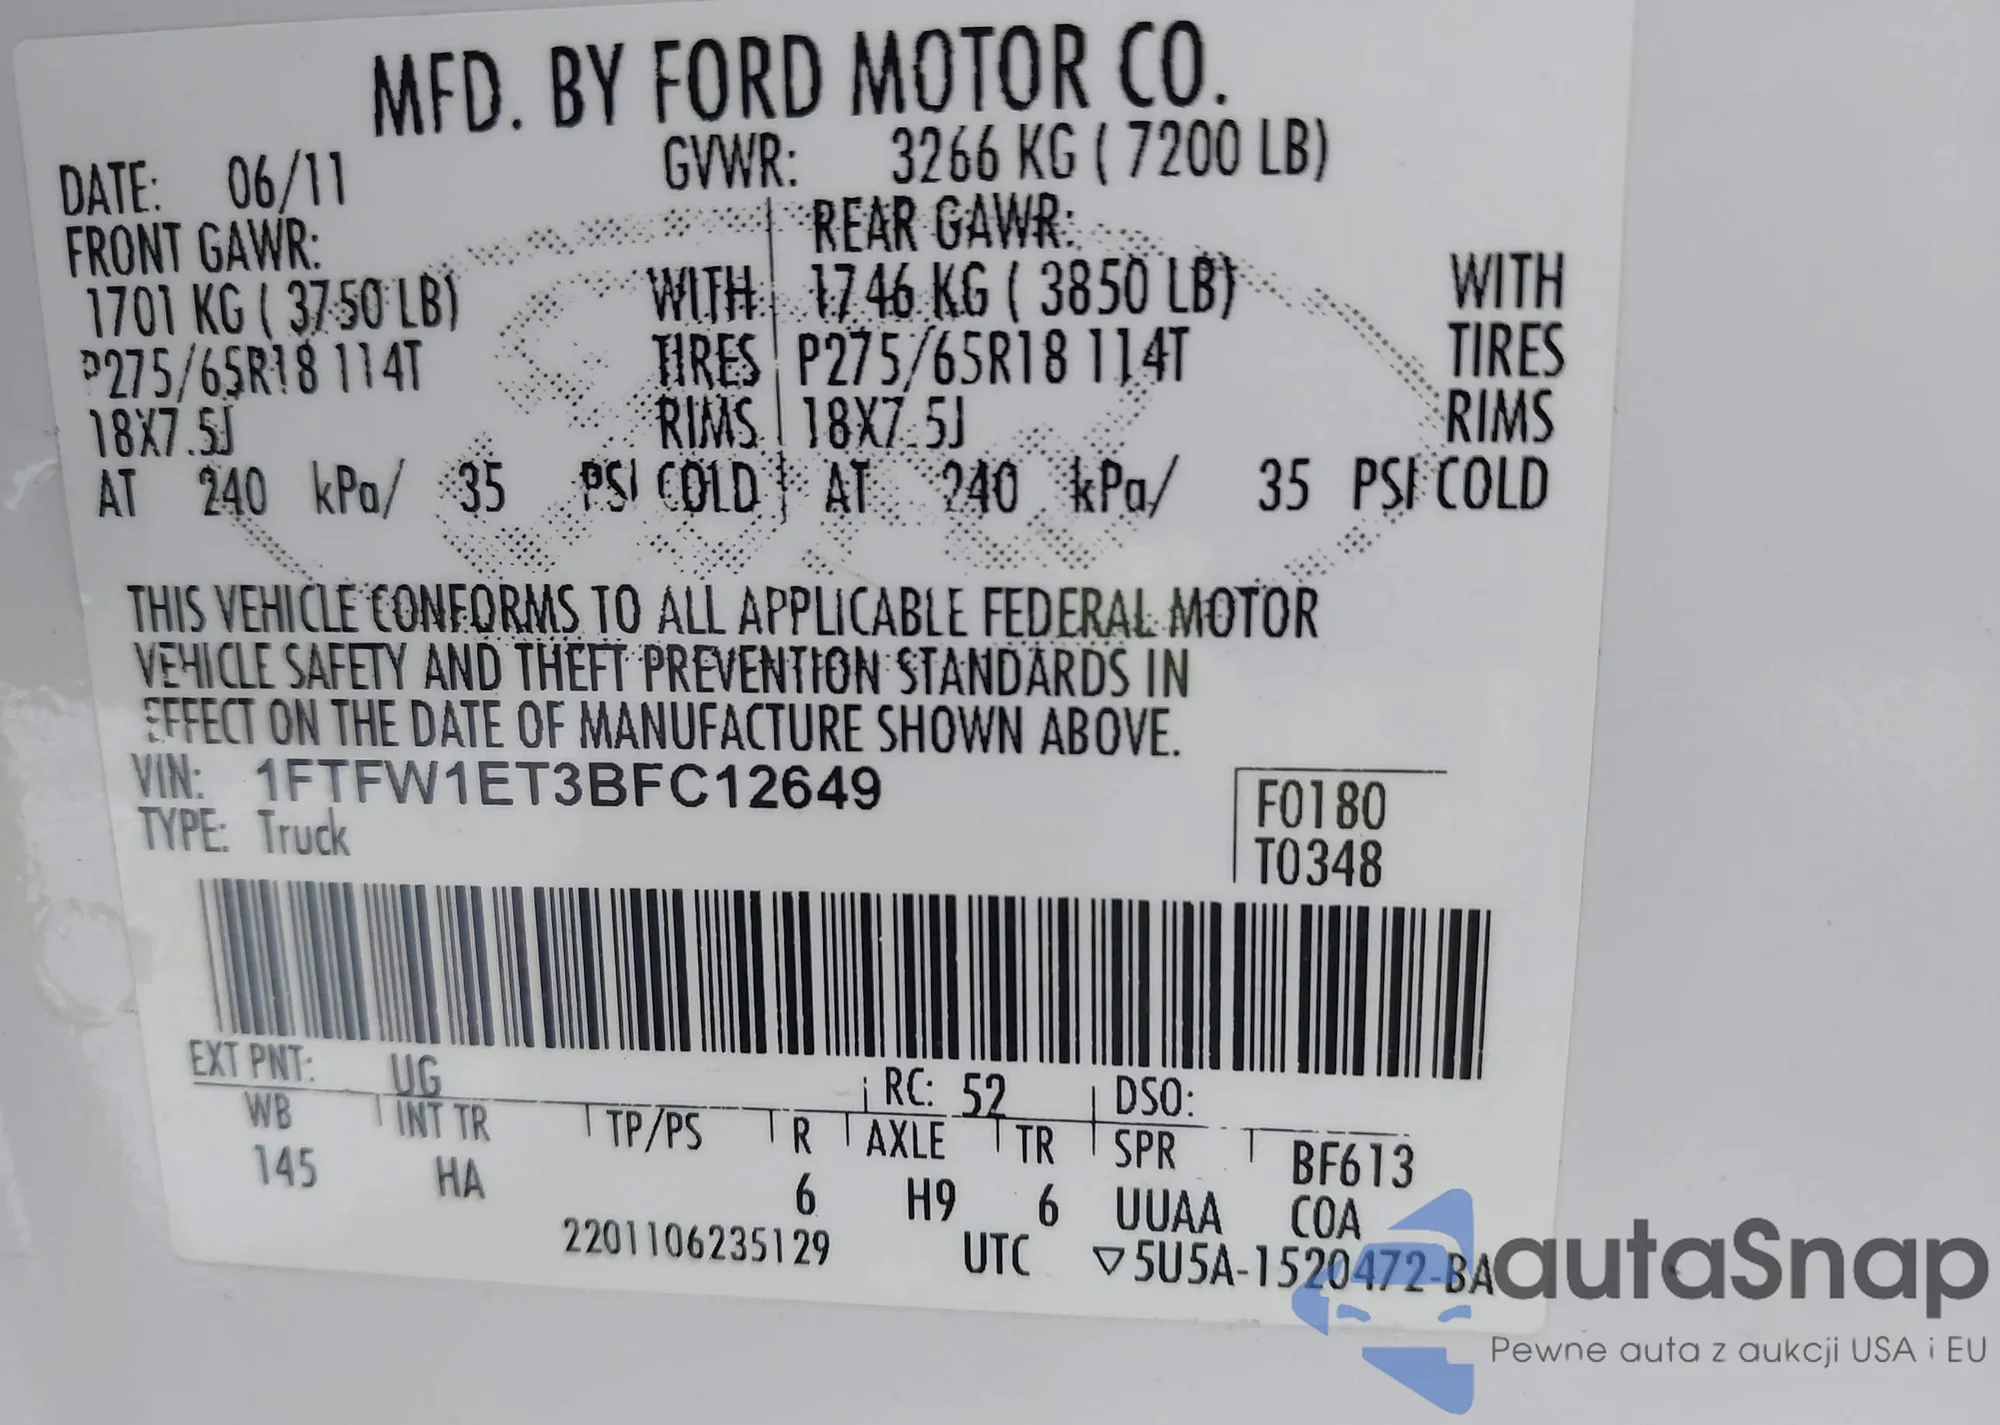 MFD. BY FORD MOTOR CO.
DATE: 06/11 GVWR: 3266 KG ( 7200 LB)
FRONT GAWR: REAR GAWR:
1701 KG ( 3750 LB) WITH 1746 KG ( 3850 LB) WITH
P275/65R18 114T TIRES P275/65R18 114T TIRES
18X7.5J RIMS 18X7.5J RIMS
AT 240 kPa/ 35 PSI COLD AT 240 kPa/ 35 PSI COLD
THIS VEHICLE CONFORMS TO ALL APPLICABLE FEDERAL MOTOR
VEHICLE SAFETY AND THEFT PREVENTION STANDARDS IN
EFFECT ON THE DATE OF MANUFACTURE SHOWN ABOVE.
VIN: 1FTFW1ET3BFC12649
F0180
TYPE: Truck
T0348
EXT PNT: UG RC: 52 DSO:
WB INT TR TP/PS R AXLE TR SPR BF613
145 HA 6 H9 6 UUAA COA
2201106235129 UTC ▽5U5A-1520472-BA
autaSnap
Pewne auta z aukcji USA i EU